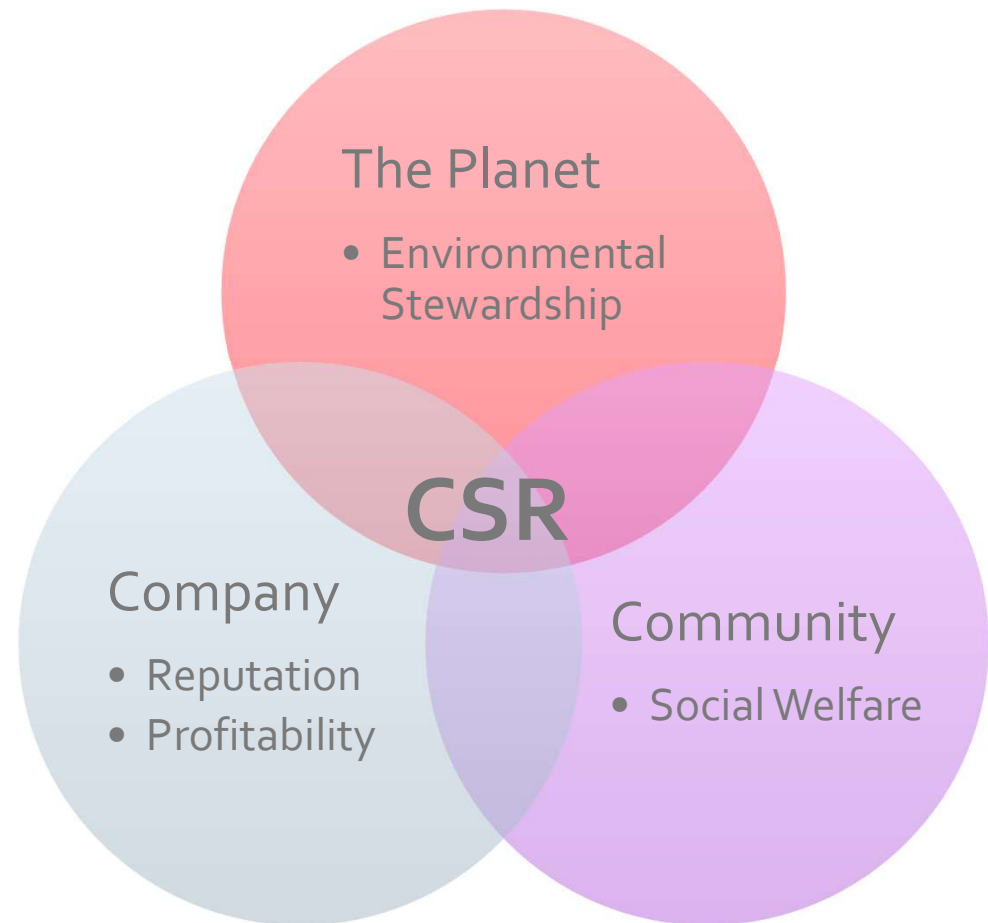 The Planet
• Environmental
Stewardship
CSR
Company
• Reputation
• Profitability
Community
• Social Welfare